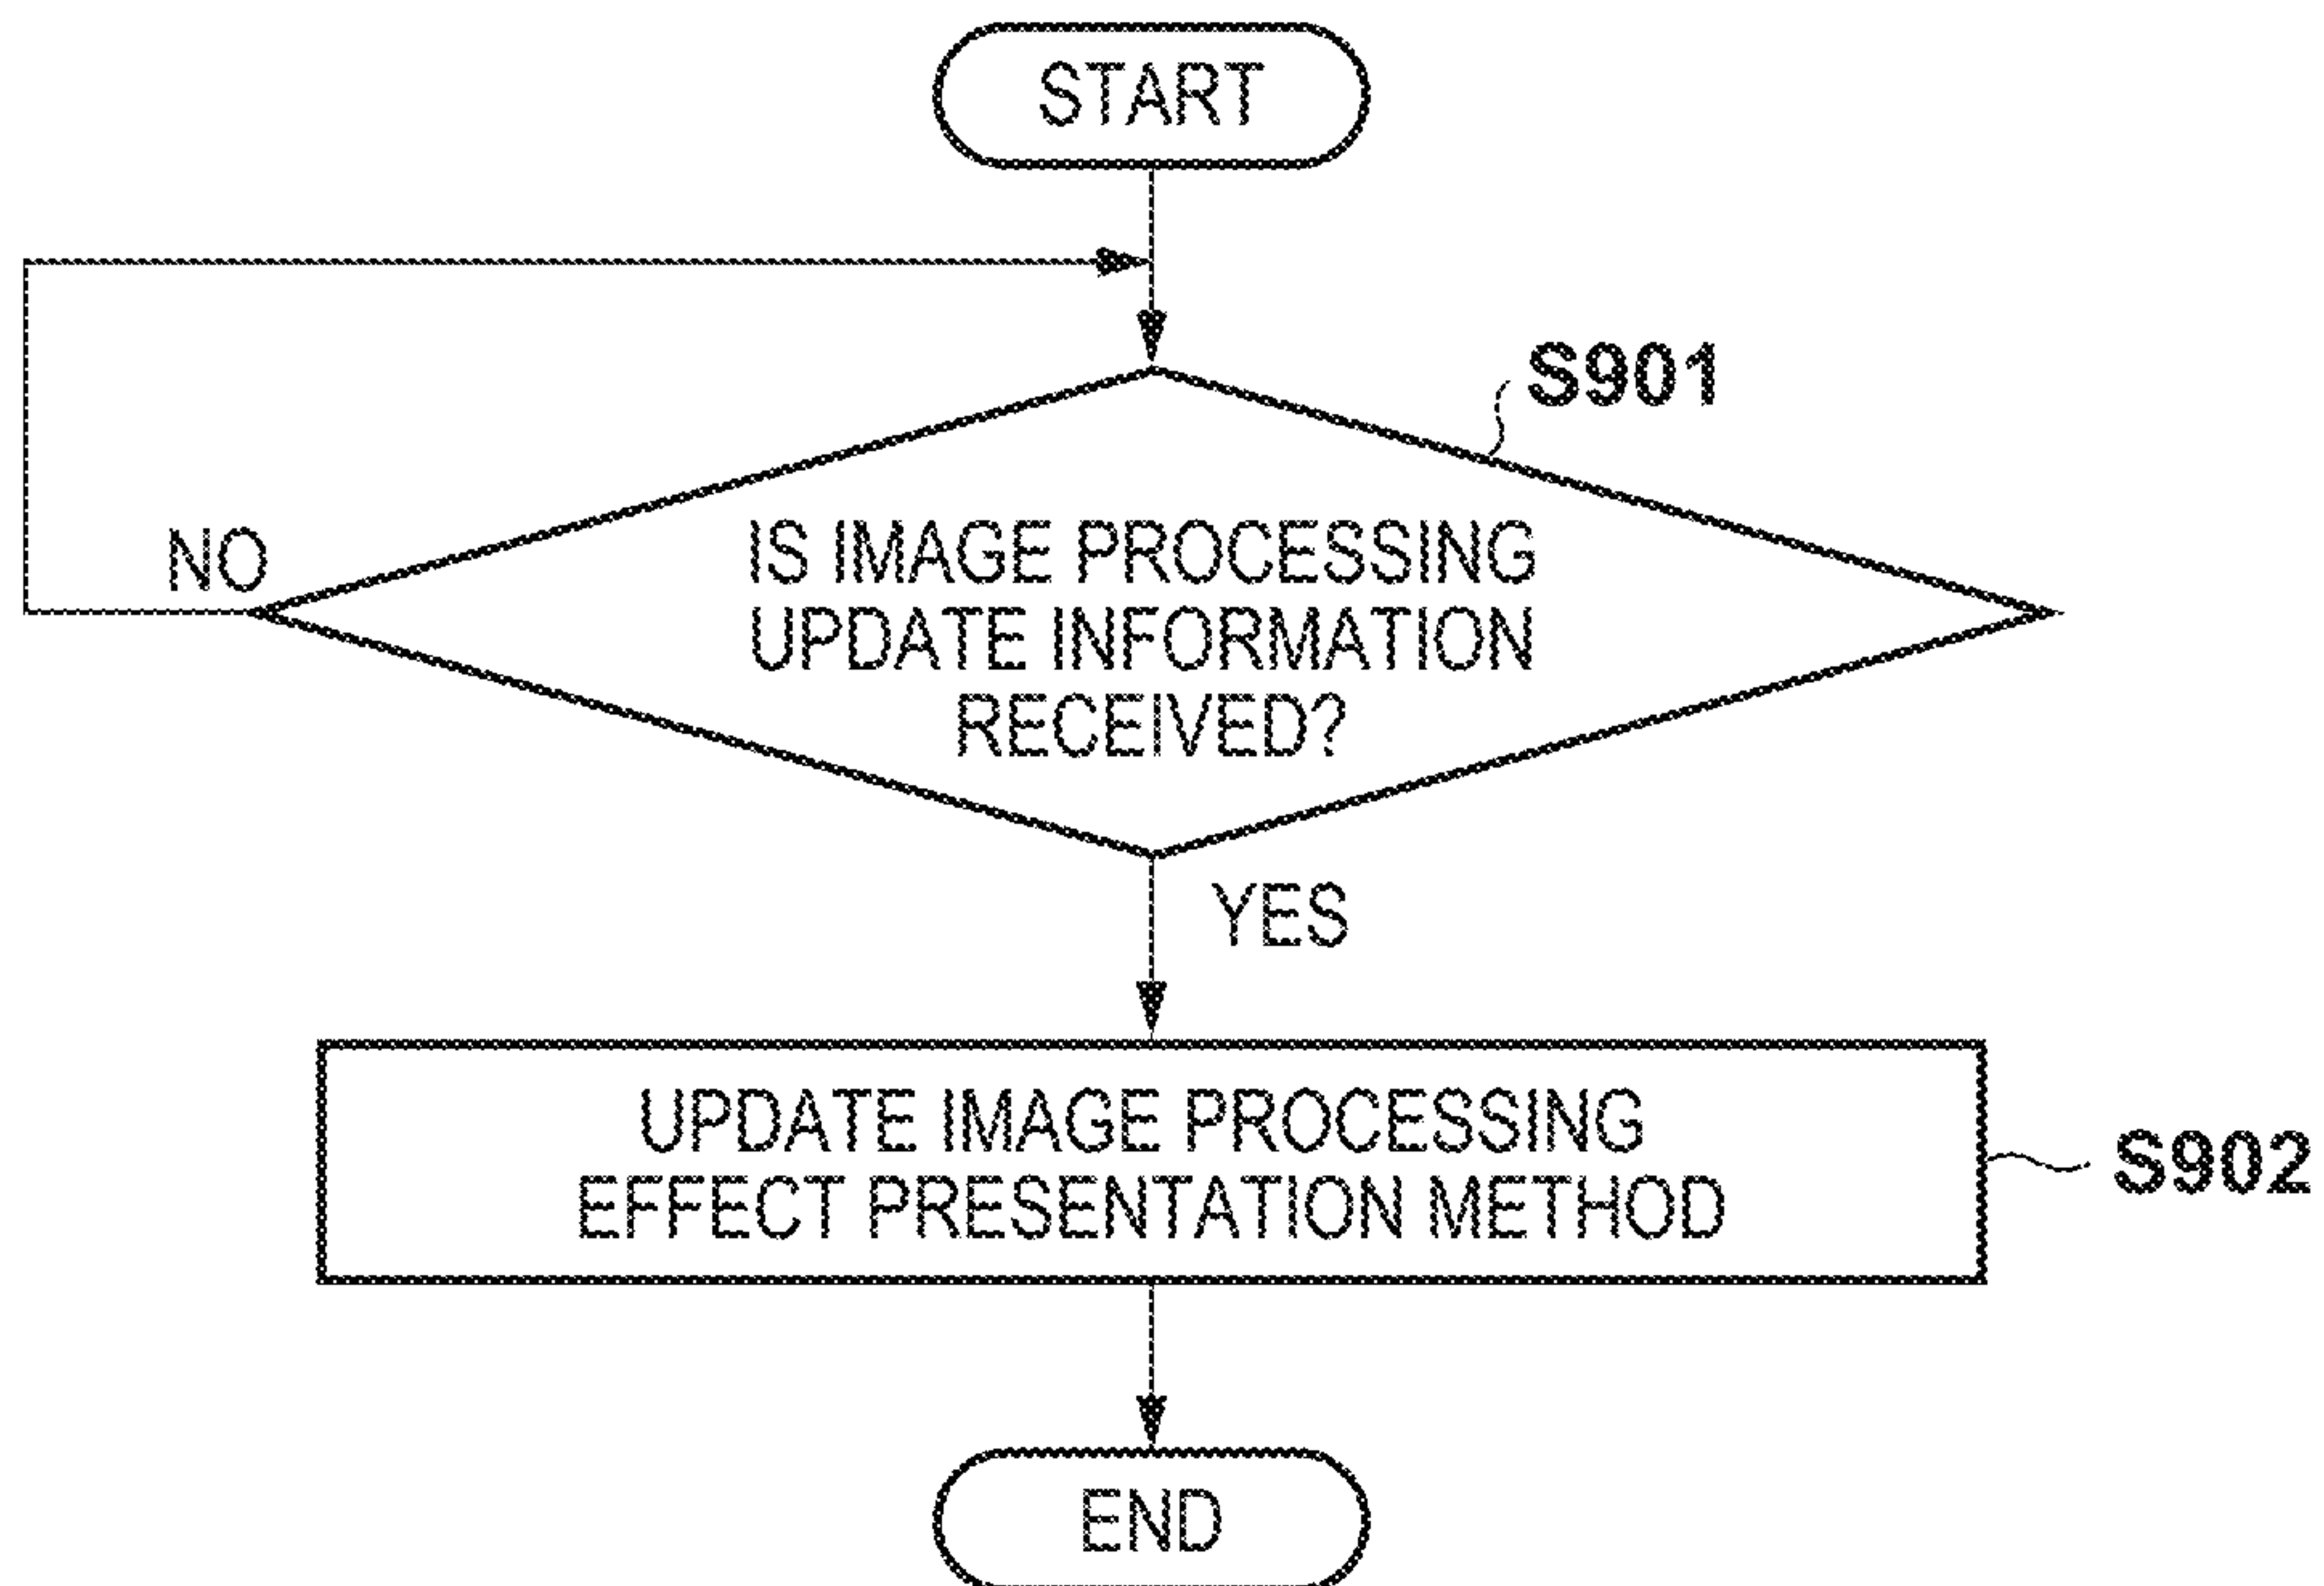 START
S901
NO
IS IMAGE PROCESSING
UPDATE INFORMATION
RECEIVED?
YES
UPDATE IMAGE PROCESSING
EFFECT PRESENTATION METHOD
S902
END